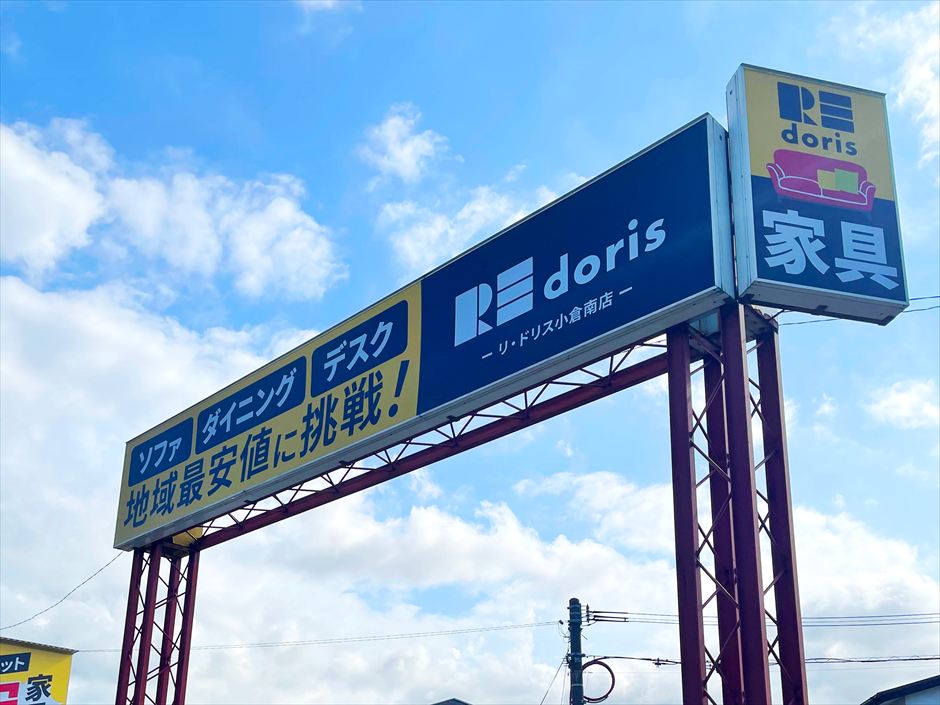 ソファ ダイニング デスク
地域最安値に挑戦!
RE doris
ー リ・ドリス小倉南店 ー
RE
doris
家具
ット
家